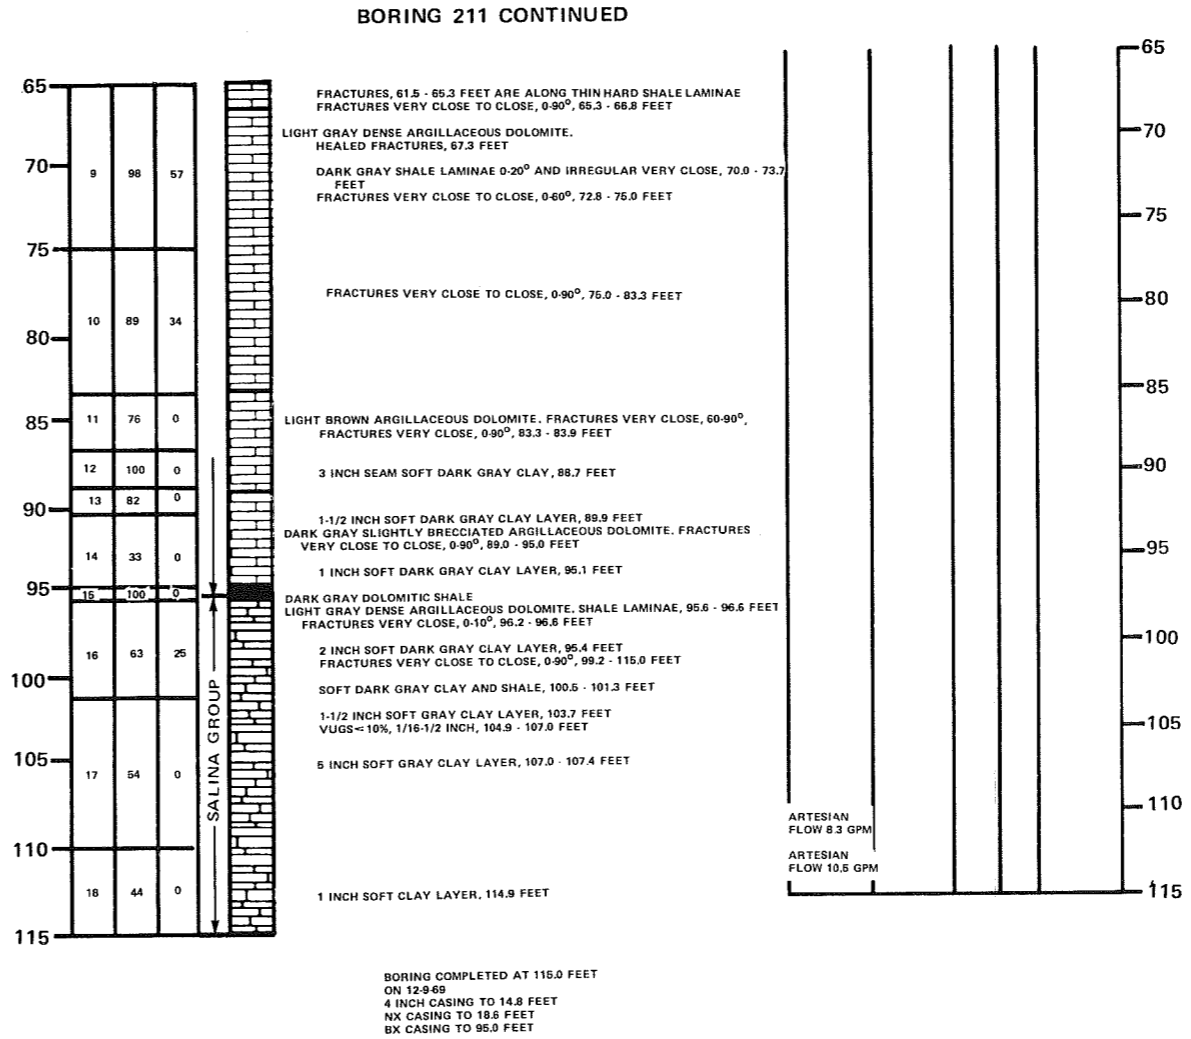 BORING 211 CONTINUED
65
FRACTURES, 61.5 - 65.3 FEET ARE ALONG THIN HARD SHALE LAMINAE
FRACTURES VERY CLOSE TO CLOSE, 0-90°, 65.3 - 66.8 FEET
LIGHT GRAY DENSE ARGILLACEOUS DOLOMITE.
HEALED FRACTURES, 67.3 FEET
70
9 98 57
DARK GRAY SHALE LAMINAE 0-20° AND IRREGULAR VERY CLOSE, 70.0 - 73.7
FEET
FRACTURES VERY CLOSE TO CLOSE, 0-60°, 72.8 - 75.0 FEET
75
FRACTURES VERY CLOSE TO CLOSE, 0-90°, 75.0 - 83.3 FEET
10 89 34
80
85
11 76 0
LIGHT BROWN ARGILLACEOUS DOLOMITE. FRACTURES VERY CLOSE, 60-90°,
FRACTURES VERY CLOSE, 0-90°, 83.3 - 83.9 FEET
12 100 0
3 INCH SEAM SOFT DARK GRAY CLAY, 88.7 FEET
13 82 0
90
1-1/2 INCH SOFT DARK GRAY CLAY LAYER, 89.9 FEET
DARK GRAY SLIGHTLY BRECCIATED ARGILLACEOUS DOLOMITE. FRACTURES
VERY CLOSE TO CLOSE, 0-90°, 89.0 - 95.0 FEET
14 33 0
1 INCH SOFT DARK GRAY CLAY LAYER, 95.1 FEET
95
15 100 0
DARK GRAY DOLOMITIC SHALE
LIGHT GRAY DENSE ARGILLACEOUS DOLOMITE. SHALE LAMINAE, 95.6 - 96.6 FEET
FRACTURES VERY CLOSE, 0-10°, 96.2 - 96.6 FEET
16 63 25
2 INCH SOFT DARK GRAY CLAY LAYER, 95.4 FEET
FRACTURES VERY CLOSE TO CLOSE, 0-90°, 99.2 - 115.0 FEET
100
SOFT DARK GRAY CLAY AND SHALE, 100.5 - 101.3 FEET
1-1/2 INCH SOFT GRAY CLAY LAYER, 103.7 FEET
VUGS < 10%, 1/16-1/2 INCH, 104.9 - 107.0 FEET
SALINA GROUP
105
5 INCH SOFT GRAY CLAY LAYER, 107.0 - 107.4 FEET
17 54 0
110
18 44 0
1 INCH SOFT CLAY LAYER, 114.9 FEET
115
65
70
75
80
85
90
95
100
105
110
ARTESIAN
FLOW 8.3 GPM
ARTESIAN
FLOW 10.5 GPM
115
BORING COMPLETED AT 115.0 FEET
ON 12-9-69
4 INCH CASING TO 14.8 FEET
NX CASING TO 18.6 FEET
BX CASING TO 95.0 FEET